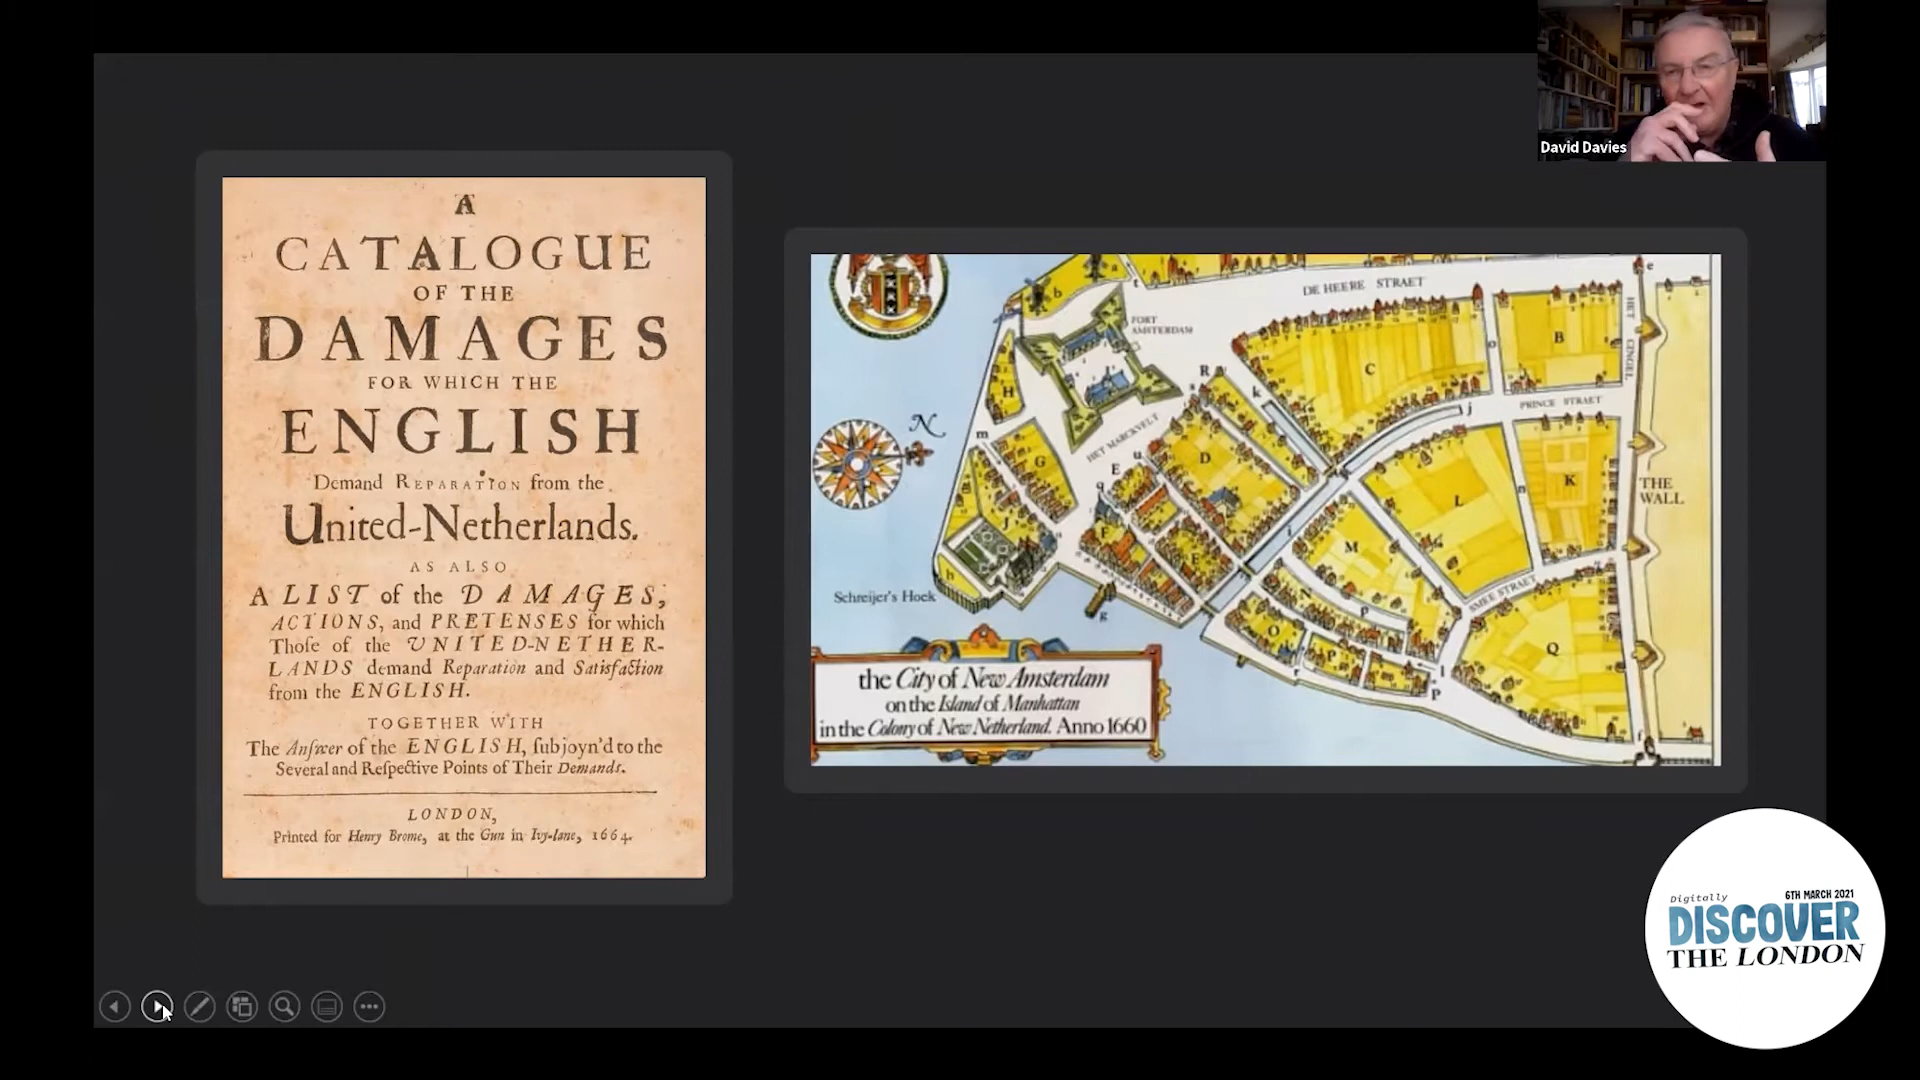 A
CATALOGUE
OF THE
DAMAGES
FOR WHICH THE
ENGLISH
Demand REPARATION from the
United-Netherlands.
AS ALSO
A LIST of the DAMAGES,
ACTIONS, and PRETENSES for which
Thoſe of the UNITED-NETHER-
LANDS demand Reparation and Satisfaction
from the ENGLISH.
TOGETHER WITH
The Anſwer of the ENGLISH, ſubjoyn'd to the
Several and Reſpective Points of Their Demands.
LONDON,
Printed for Henry Brome, at the Gun in Ivy-lane, 1664.
DE HEERE STRAET
FORT
AMSTERDAM
HET CINGEL
PRINCE STRAET
HET MARCKVELT
THE
WALL
SMEE STRAET
Schreijer's Hoek
N
a
b
t
e
B
C
o
H
R
s
k
j
m
G
E
u
q
D
L
n
K
J
F
E
i
M
h
g
N
P
O
P
r
l
P
Q
f
the City of New Amsterdam
on the Island of Manhattan
in the Colony of New Netherland. Anno 1660
David Davies
Digitally
6TH MARCH 2021
DISCOVER
THE LONDON